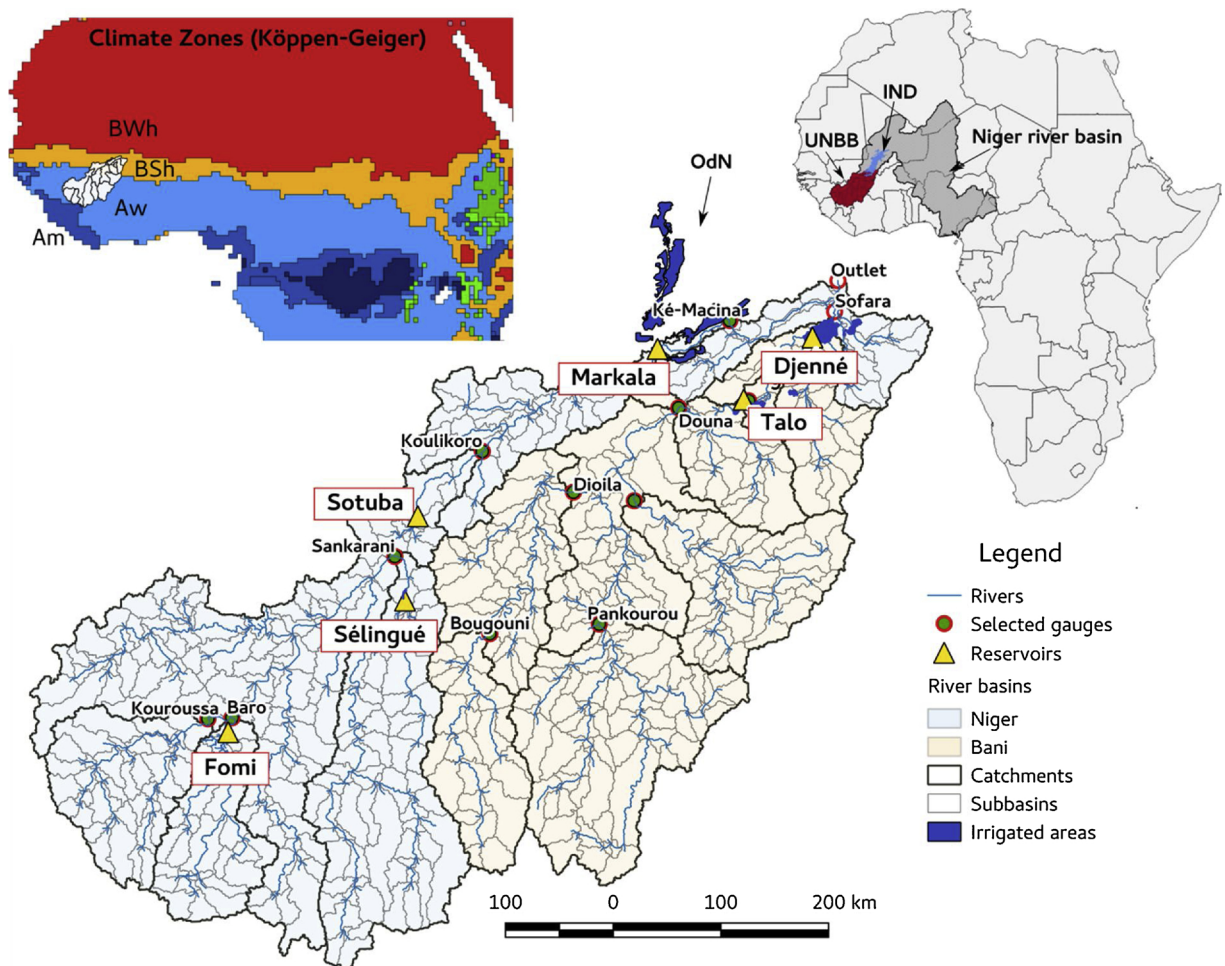 Climate Zones (Köppen-Geiger)
BWh
BSh
Aw
Am
IND
UNBB
Niger river basin
OdN
Outlet
Sofara
Ké-Macina
Markala
Djenné
Douna
Talo
Koulikoro
Dioila
Sotuba
Sankarani
Sélingué
Bougouni
Pankourou
Kouroussa
Baro
Fomi
Legend
Rivers
Selected gauges
Reservoirs
River basins
Niger
Bani
Catchments
Subbasins
Irrigated areas
100 0 100 200 km